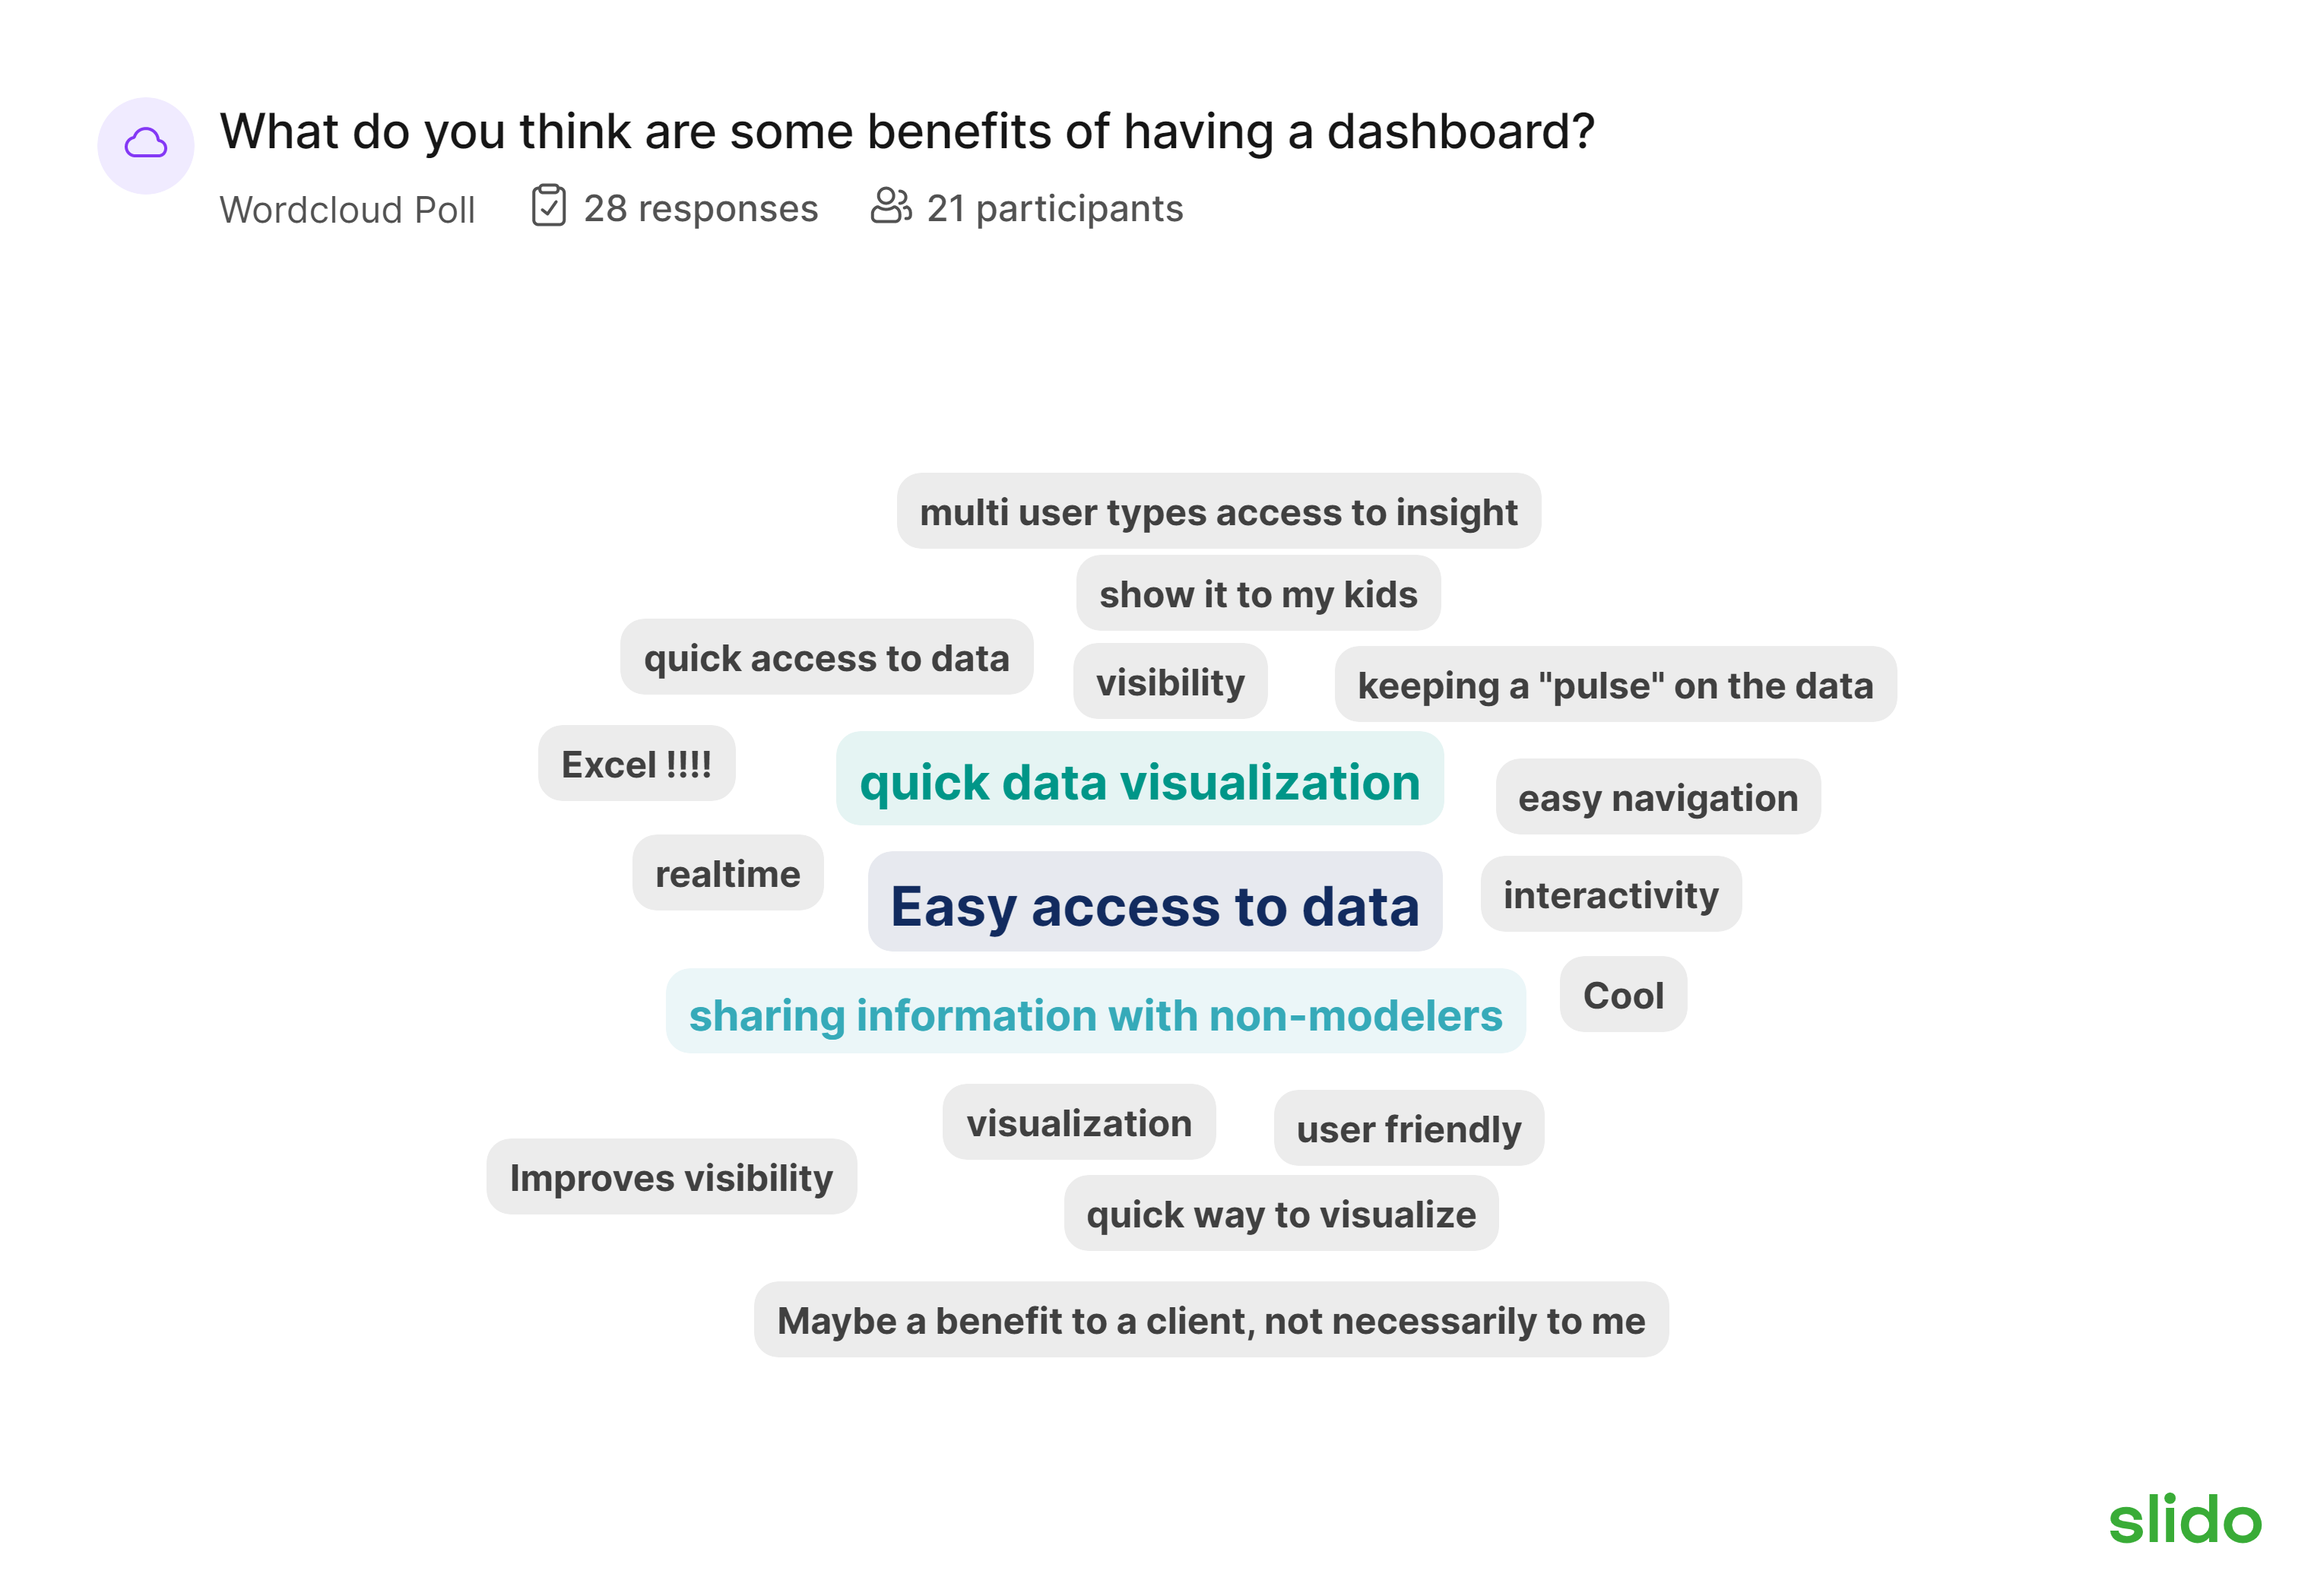 What do you think are some benefits of having a dashboard?
Wordcloud Poll 28 responses 21 participants
multi user types access to insight
show it to my kids
quick access to data
visibility
keeping a "pulse" on the data
Excel !!!!
quick data visualization
easy navigation
realtime
Easy access to data
interactivity
Cool
sharing information with non-modelers
visualization
user friendly
Improves visibility
quick way to visualize
Maybe a benefit to a client, not necessarily to me
slido